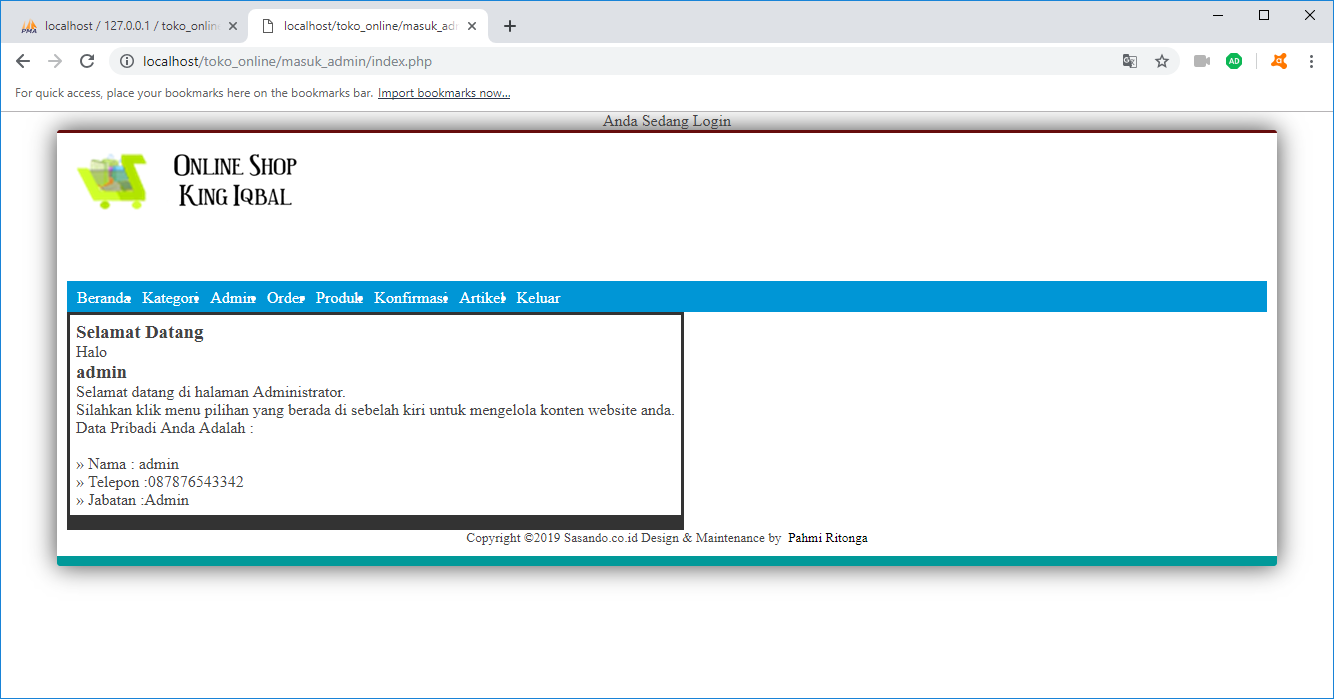 localhost / 127.0.0.1 / toko_onlin
localhost/toko_online/masuk_adr
localhost/toko_online/masuk_admin/index.php
AD
For quick access, place your bookmarks here on the bookmarks bar. Import bookmarks now...
Anda Sedang Login
Online Shop
King Iqbal
Beranda Kategori Admin Order Produk Konfirmasi Artikel Keluar
Selamat Datang
Halo
admin
Selamat datang di halaman Administrator.
Silahkan klik menu pilihan yang berada di sebelah kiri untuk mengelola konten website anda.
Data Pribadi Anda Adalah :
» Nama : admin
» Telepon :087876543342
» Jabatan :Admin
Copyright ©2019 Sasando.co.id Design & Maintenance by Pahmi Ritonga